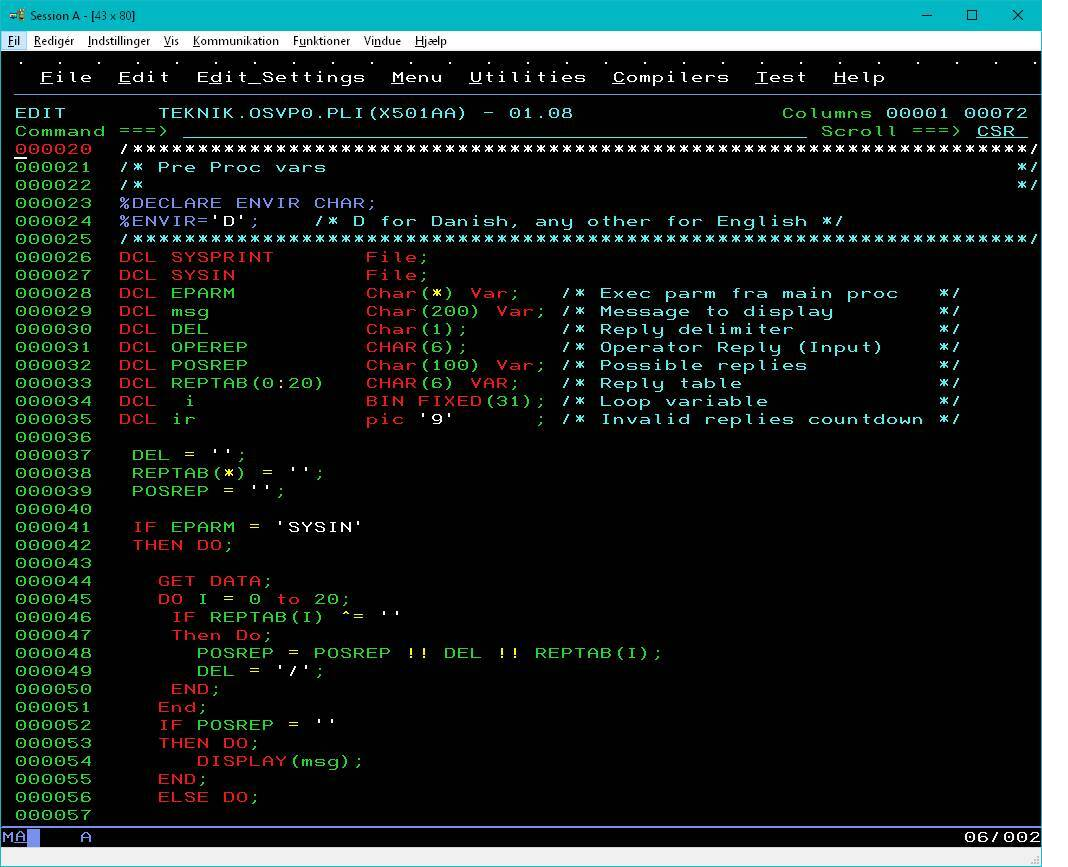 Session A - [43 x 80]
Fil Redigér Indstillinger Vis Kommunikation Funktioner Vindue Hjælp
File Edit Edit_Settings Menu Utilities Compilers Test Help
EDIT TEKNIK.OSVP0.PLI(X501AA) - 01.08 Columns 00001 00072
Command ===> Scroll ===> CSR
000020 /*********************************************************************/
000021 /* Pre Proc vars */
000022 /* */
000023 %DECLARE ENVIR CHAR;
000024 %ENVIR='D'; /* D for Danish, any other for English */
000025 /*********************************************************************/
000026 DCL SYSPRINT File;
000027 DCL SYSIN File;
000028 DCL EPARM Char(*) Var; /* Exec parm fra main proc */
000029 DCL msg Char(200) Var; /* Message to display */
000030 DCL DEL Char(1); /* Reply delimiter */
000031 DCL OPEREP CHAR(6); /* Operator Reply (Input) */
000032 DCL POSREP Char(100) Var; /* Possible replies */
000033 DCL REPTAB(0:20) CHAR(6) VAR; /* Reply table */
000034 DCL i BIN FIXED(31); /* Loop variable */
000035 DCL ir pic '9' ; /* Invalid replies countdown */
000036
000037 DEL = '';
000038 REPTAB(*) = '';
000039 POSREP = '';
000040
000041 IF EPARM = 'SYSIN'
000042 THEN DO;
000043
000044 GET DATA;
000045 DO I = 0 to 20;
000046 IF REPTAB(I) ^= ''
000047 Then Do;
000048 POSREP = POSREP !! DEL !! REPTAB(I);
000049 DEL = '/';
000050 END;
000051 End;
000052 IF POSREP = ''
000053 THEN DO;
000054 DISPLAY(msg);
000055 END;
000056 ELSE DO;
000057
MA A 06/002